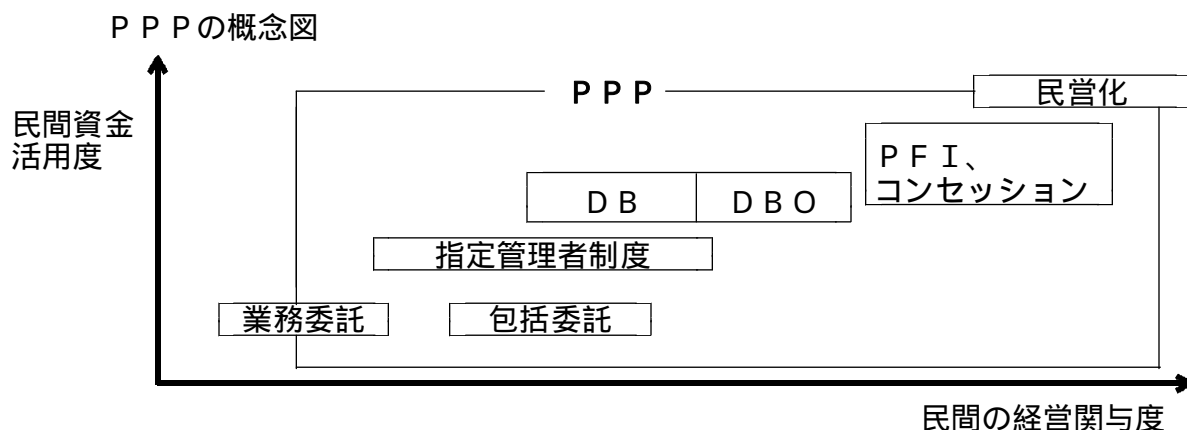 ＰＰＰの概念図
ＰＰＰ
民営化
民間資金
活用度
ＰＦＩ、
コンセッション
ＤＢ
ＤＢＯ
指定管理者制度
業務委託
包括委託
民間の経営関与度